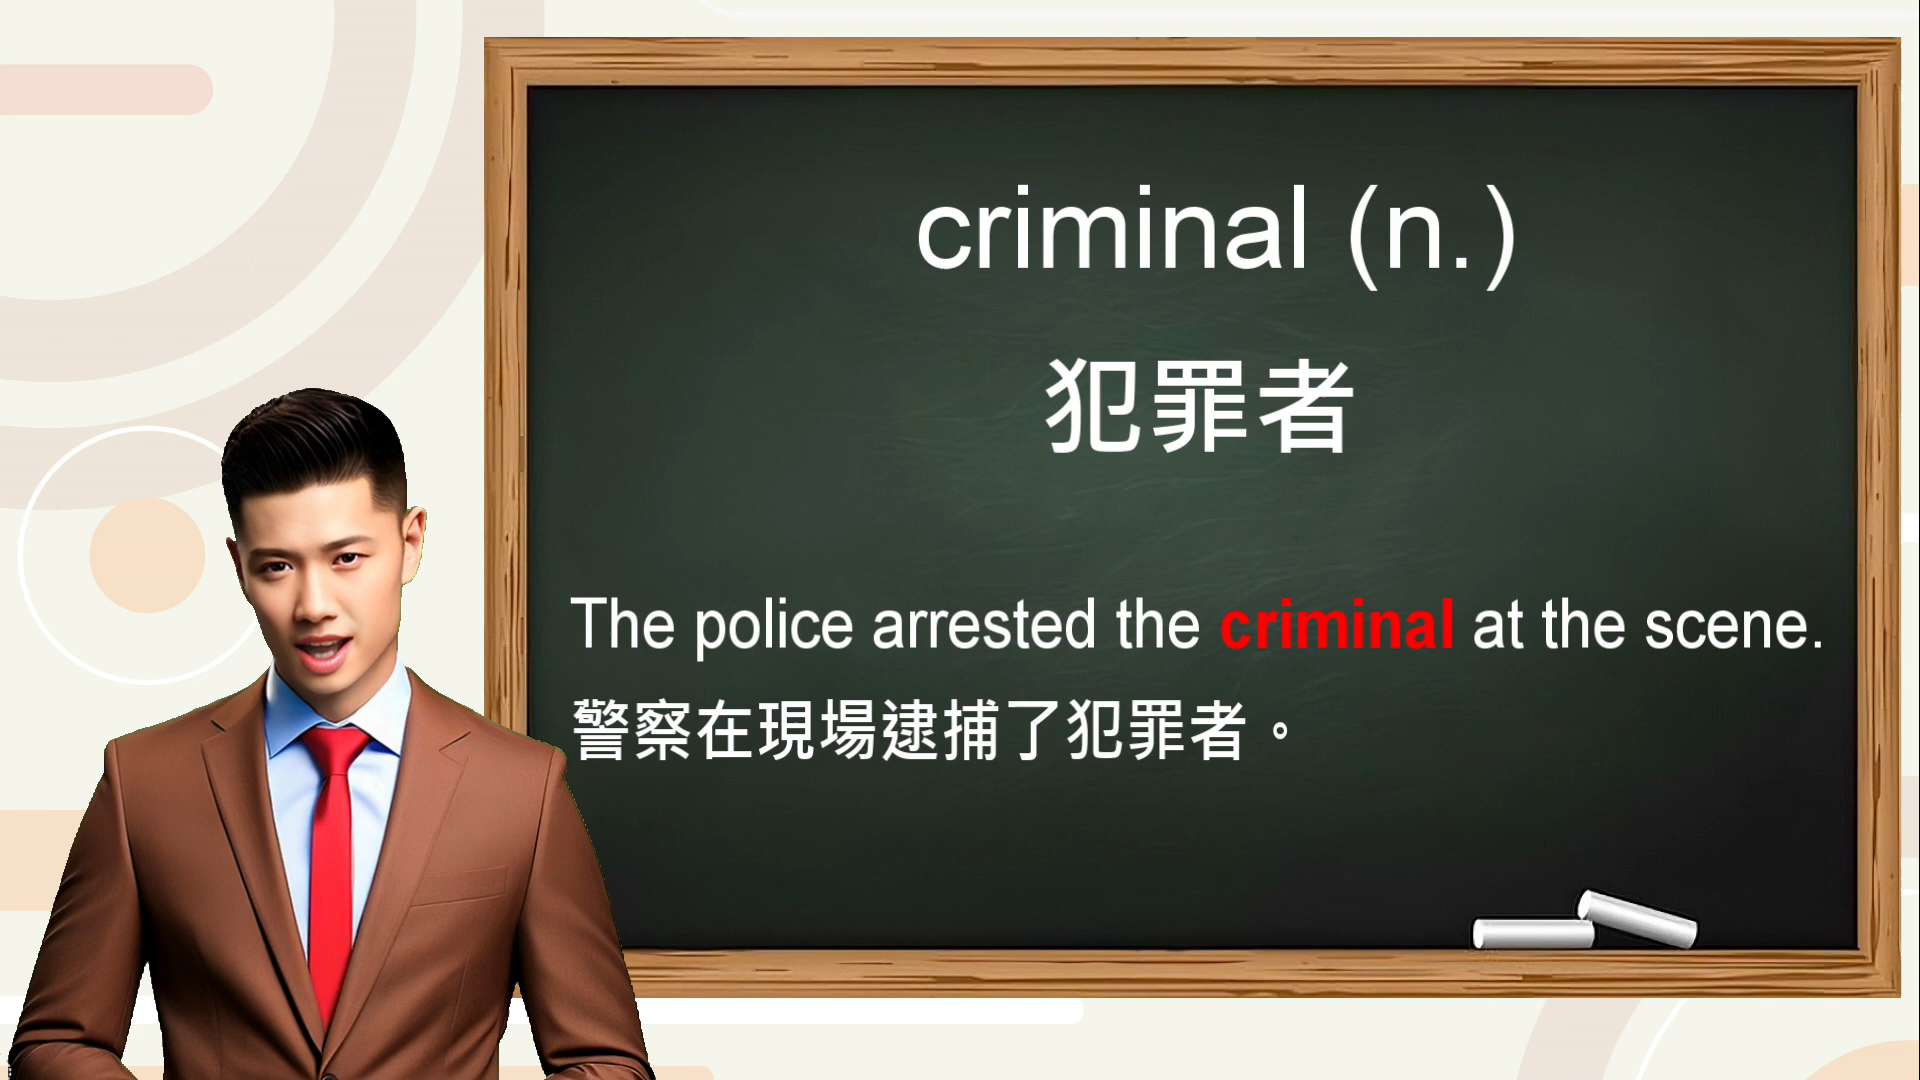 criminal (n.)
犯罪者
The police arrested the criminal at the scene.
警察在現場逮捕了犯罪者。